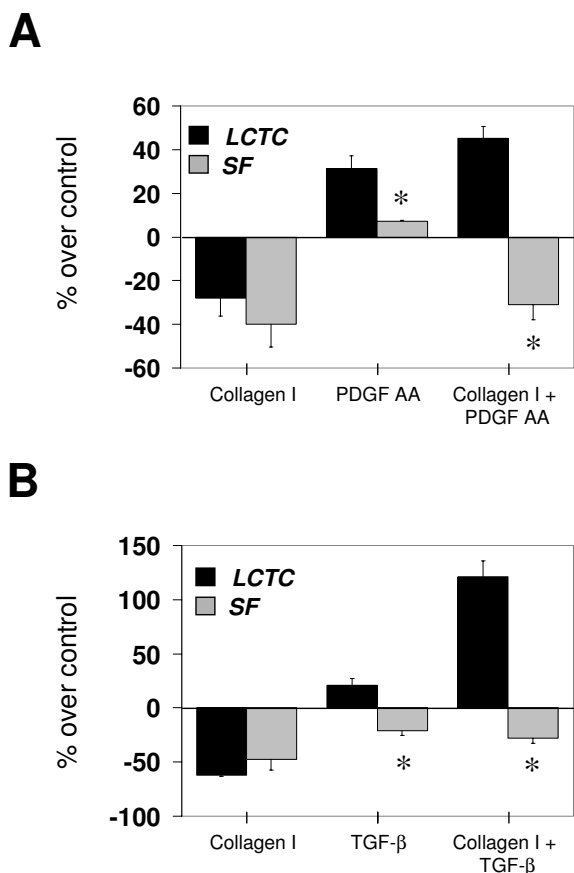 A
60
40
20
0
-20
-40
-60
% over control
LCTC
SF
*
*
Collagen I
PDGF AA
Collagen I +
PDGF AA
B
150
100
50
0
-50
-100
% over control
LCTC
SF
*
*
Collagen I
TGF-β
Collagen I +
TGF-β